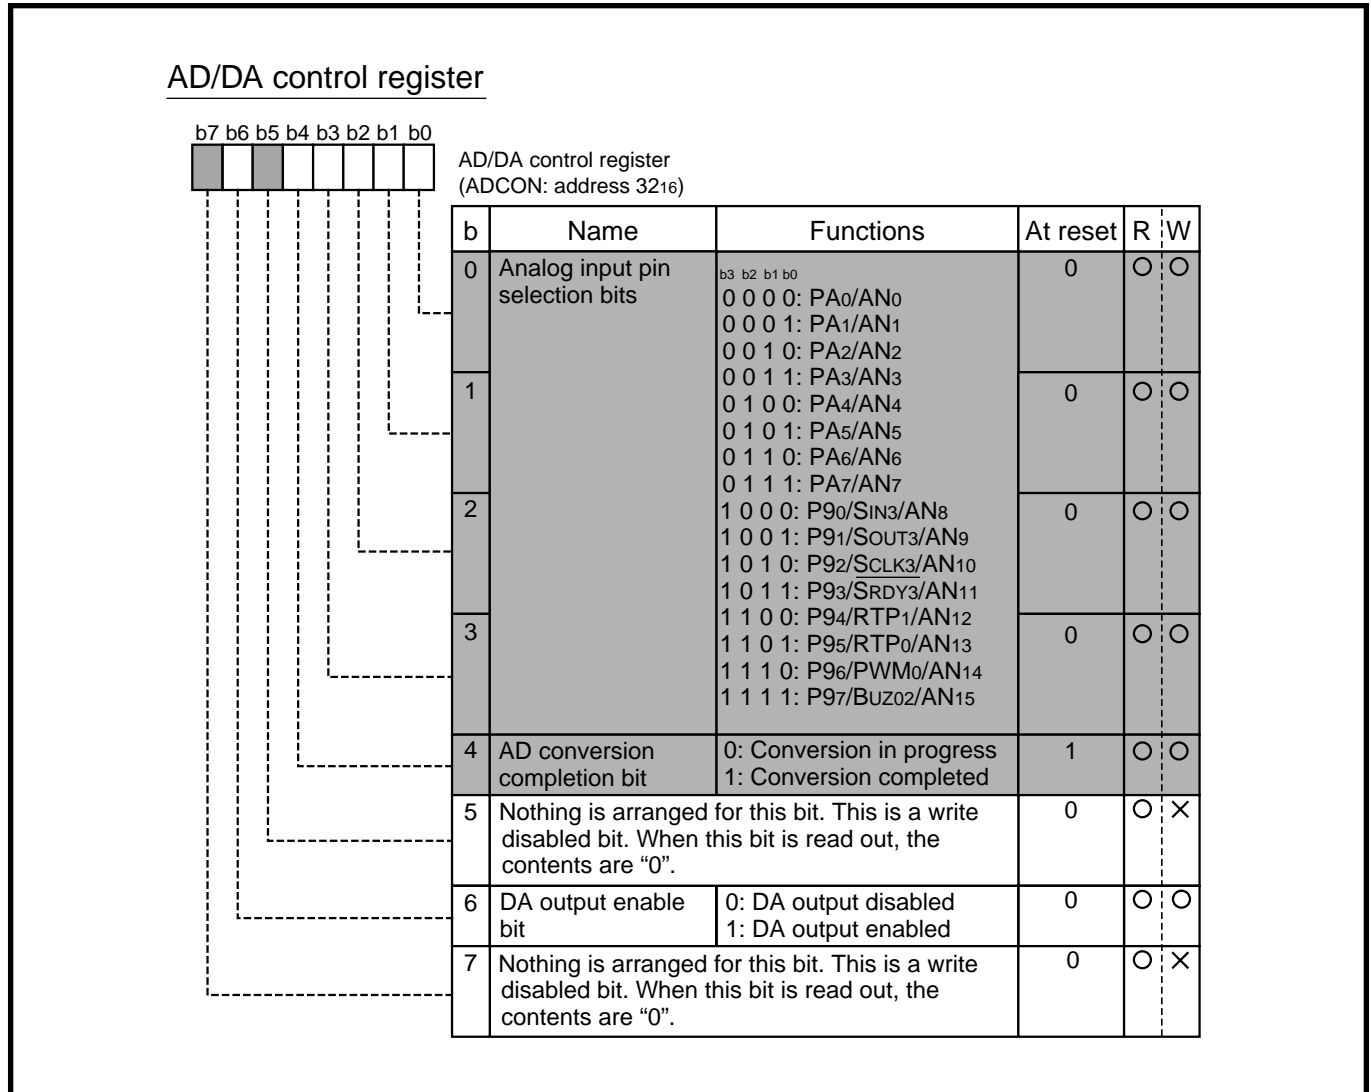 AD/DA control register
b7 b6 b5 b4 b3 b2 b1 b0
AD/DA control register
(ADCON: address 3216)
b Name Functions At reset R W
0 Analog input pin selection bits 0 O O
b3 b2 b1 b0
0 0 0 0: PA0/AN0
0 0 0 1: PA1/AN1
0 0 1 0: PA2/AN2
0 0 1 1: PA3/AN3
1 0 O O
0 1 0 0: PA4/AN4
0 1 0 1: PA5/AN5
0 1 1 0: PA6/AN6
0 1 1 1: PA7/AN7
2 0 O O
1 0 0 0: P90/SIN3/AN8
1 0 0 1: P91/SOUT3/AN9
1 0 1 0: P92/SCLK3/AN10
1 0 1 1: P93/SRDY3/AN11
1 1 0 0: P94/RTP1/AN12
3 0 O O
1 1 0 1: P95/RTP0/AN13
1 1 1 0: P96/PWM0/AN14
1 1 1 1: P97/BUZ02/AN15
4 AD conversion 0: Conversion in progress 1 O O
completion bit 1: Conversion completed
5 Nothing is arranged for this bit. This is a write 0 O ×
disabled bit. When this bit is read out, the
contents are “0”.
6 DA output enable 0: DA output disabled 0 O O
bit 1: DA output enabled
7 Nothing is arranged for this bit. This is a write 0 O ×
disabled bit. When this bit is read out, the
contents are “0”.